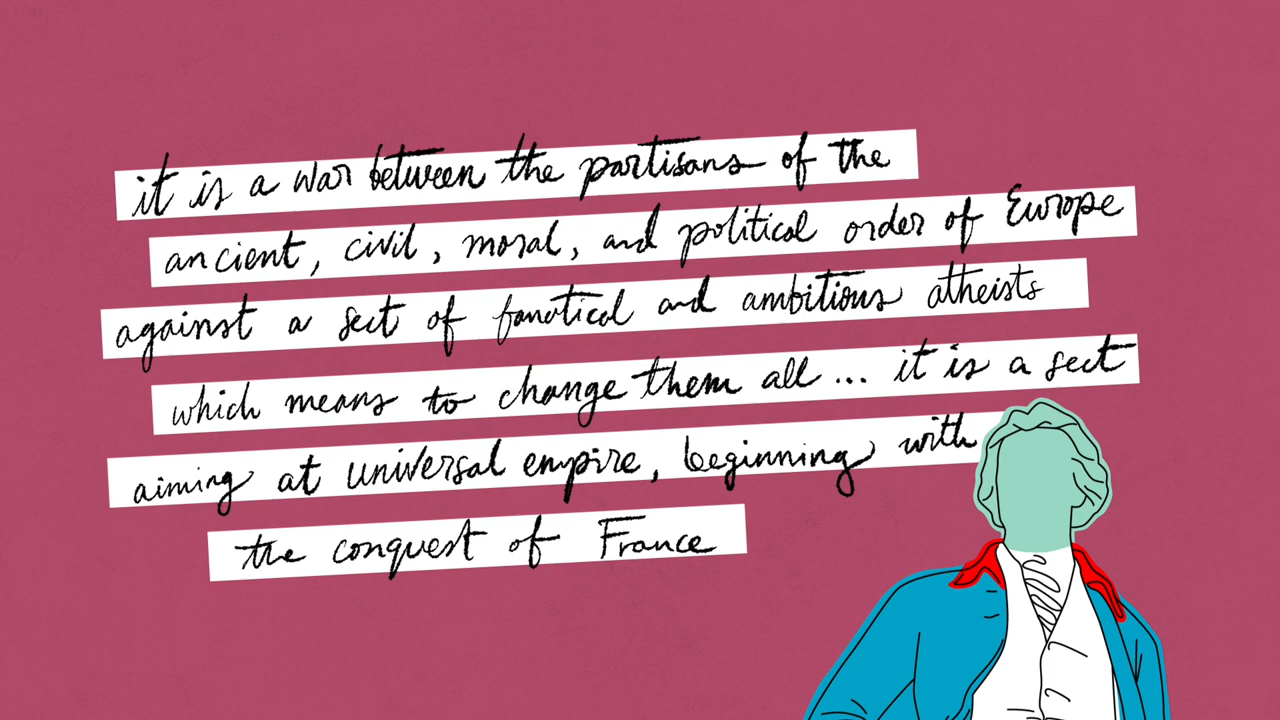 it is a war between the partisans of the
ancient, civil, moral, and political order of Europe
against a sect of fanatical and ambitious atheists
which means to change them all... it is a sect
aiming at universal empire, beginning with
the conquest of France